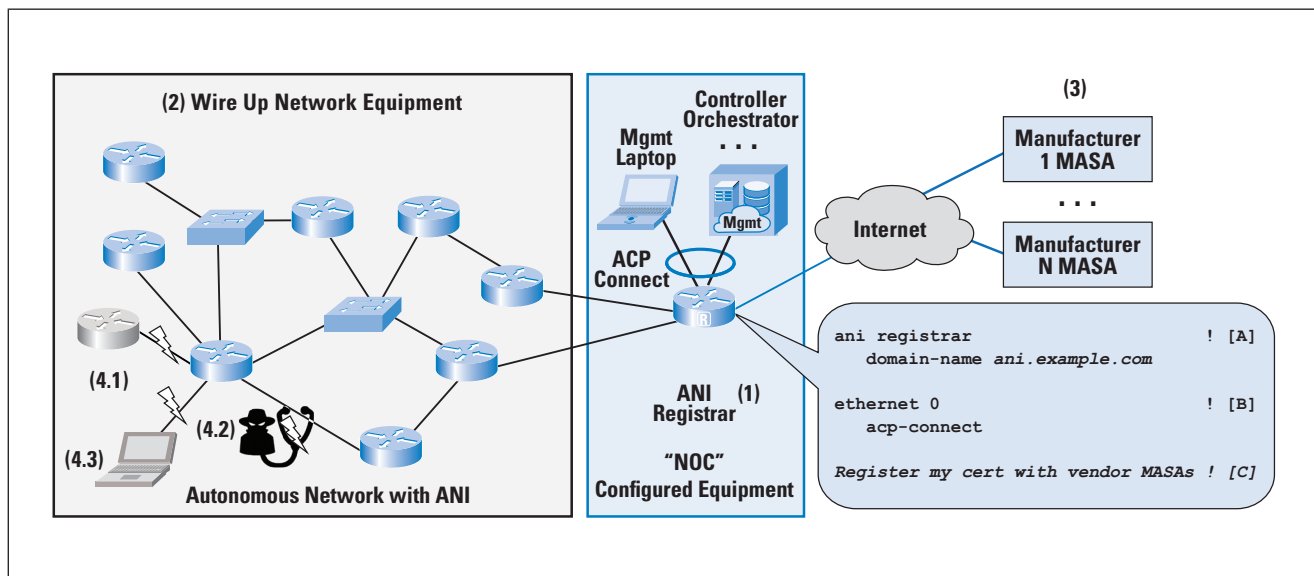 (2) Wire Up Network Equipment
(4.1)
(4.2)
(4.3)
Autonomous Network with ANI
Controller
Orchestrator
. . .
Mgmt
Laptop
Mgmt
ACP
Connect
R
ANI (1)
Registrar
“NOC”
Configured Equipment
Internet
(3)
Manufacturer
1 MASA
. . .
Manufacturer
N MASA
ani registrar ! [A]
domain-name ani.example.com
ethernet 0 ! [B]
acp-connect
Register my cert with vendor MASAs ! [C]